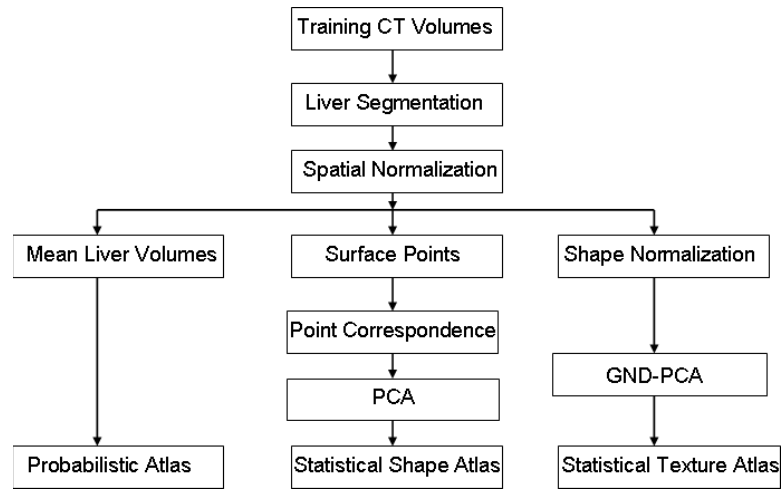 Training CT Volumes
Liver Segmentation
Spatial Normalization
Mean Liver Volumes
Surface Points
Shape Normalization
Point Correspondence
GND-PCA
PCA
Probabilistic Atlas
Statistical Shape Atlas
Statistical Texture Atlas